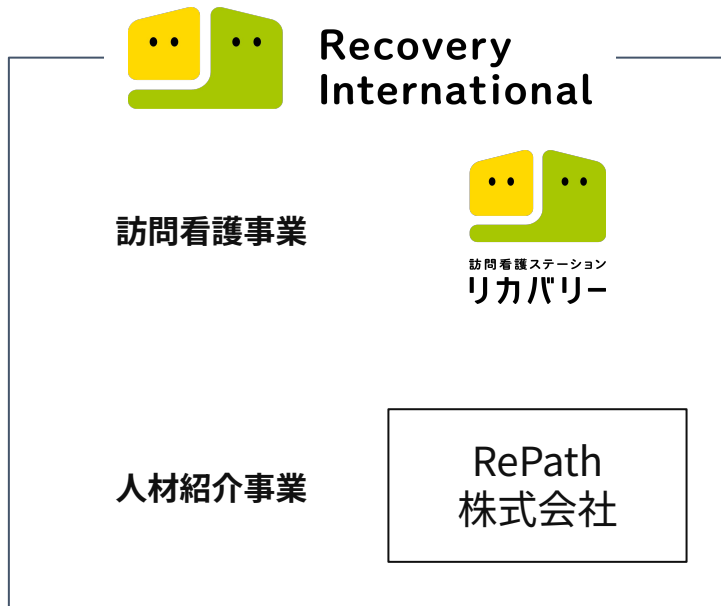 Recovery
International
訪問看護事業
訪問看護ステーション
リカバリー
人材紹介事業
RePath
株式会社